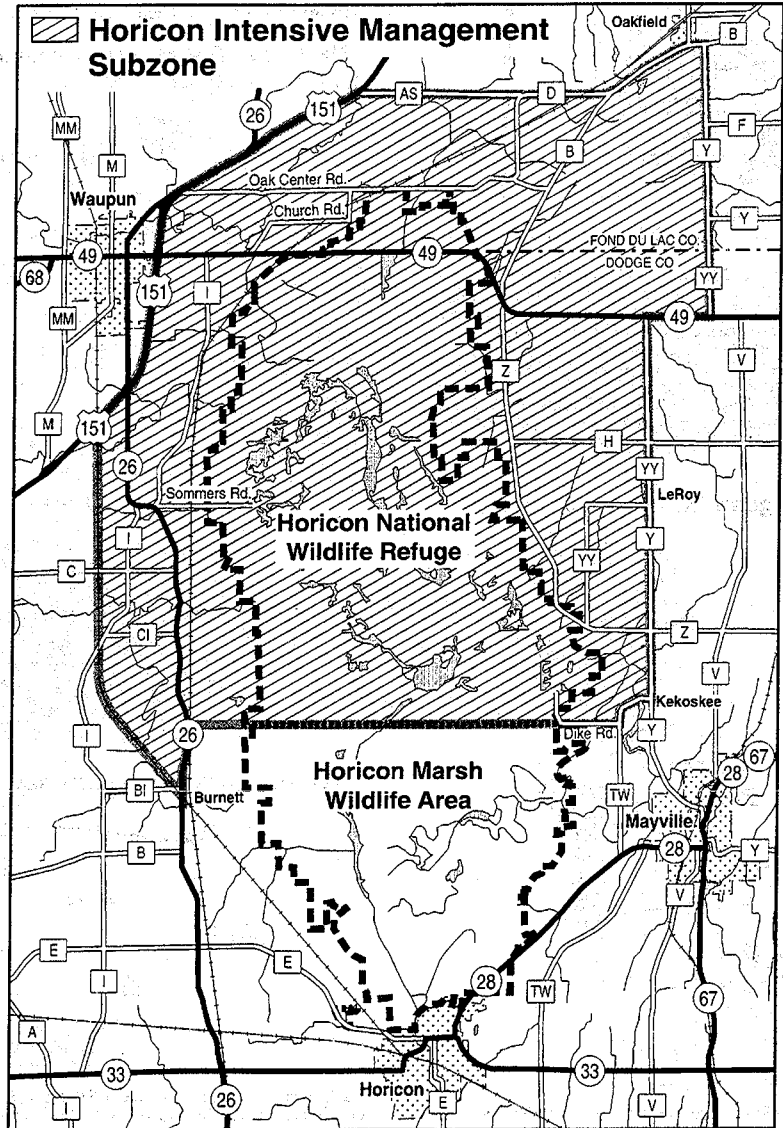 Horicon Intensive Management
Subzone
Oakfield
B
26
151
AS
D
MM
M
B
F
Y
Oak Center Rd.
Waupun
Church Rd.
Y
49
49
FOND DU LAC CO.
DODGE CO
68
151
I
YY
MM
49
Z
V
M
151
26
H
YY
Sommers Rd.
LeRoy
Horicon National
Wildlife Refuge
I
Y
C
YY
CI
Z
V
Kekoskee
26
Dike Rd.
Y
I
67
Horicon Marsh
Wildlife Area
28
BI
Burnett
TW
Mayville
B
28
Y
V
E
E
I
28
TW
67
A
33
33
Horicon
26
E
V
I